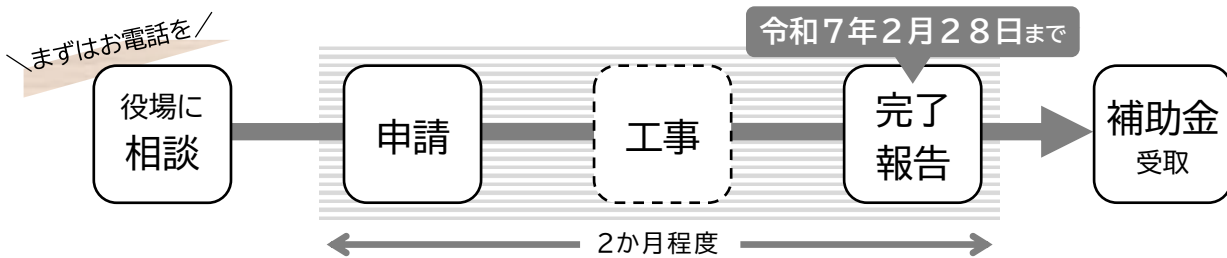 ＼まずはお電話を／
令和７年２月２８日まで
役場に
相談
申請
工事
完了
報告
補助金
受取
2か月程度